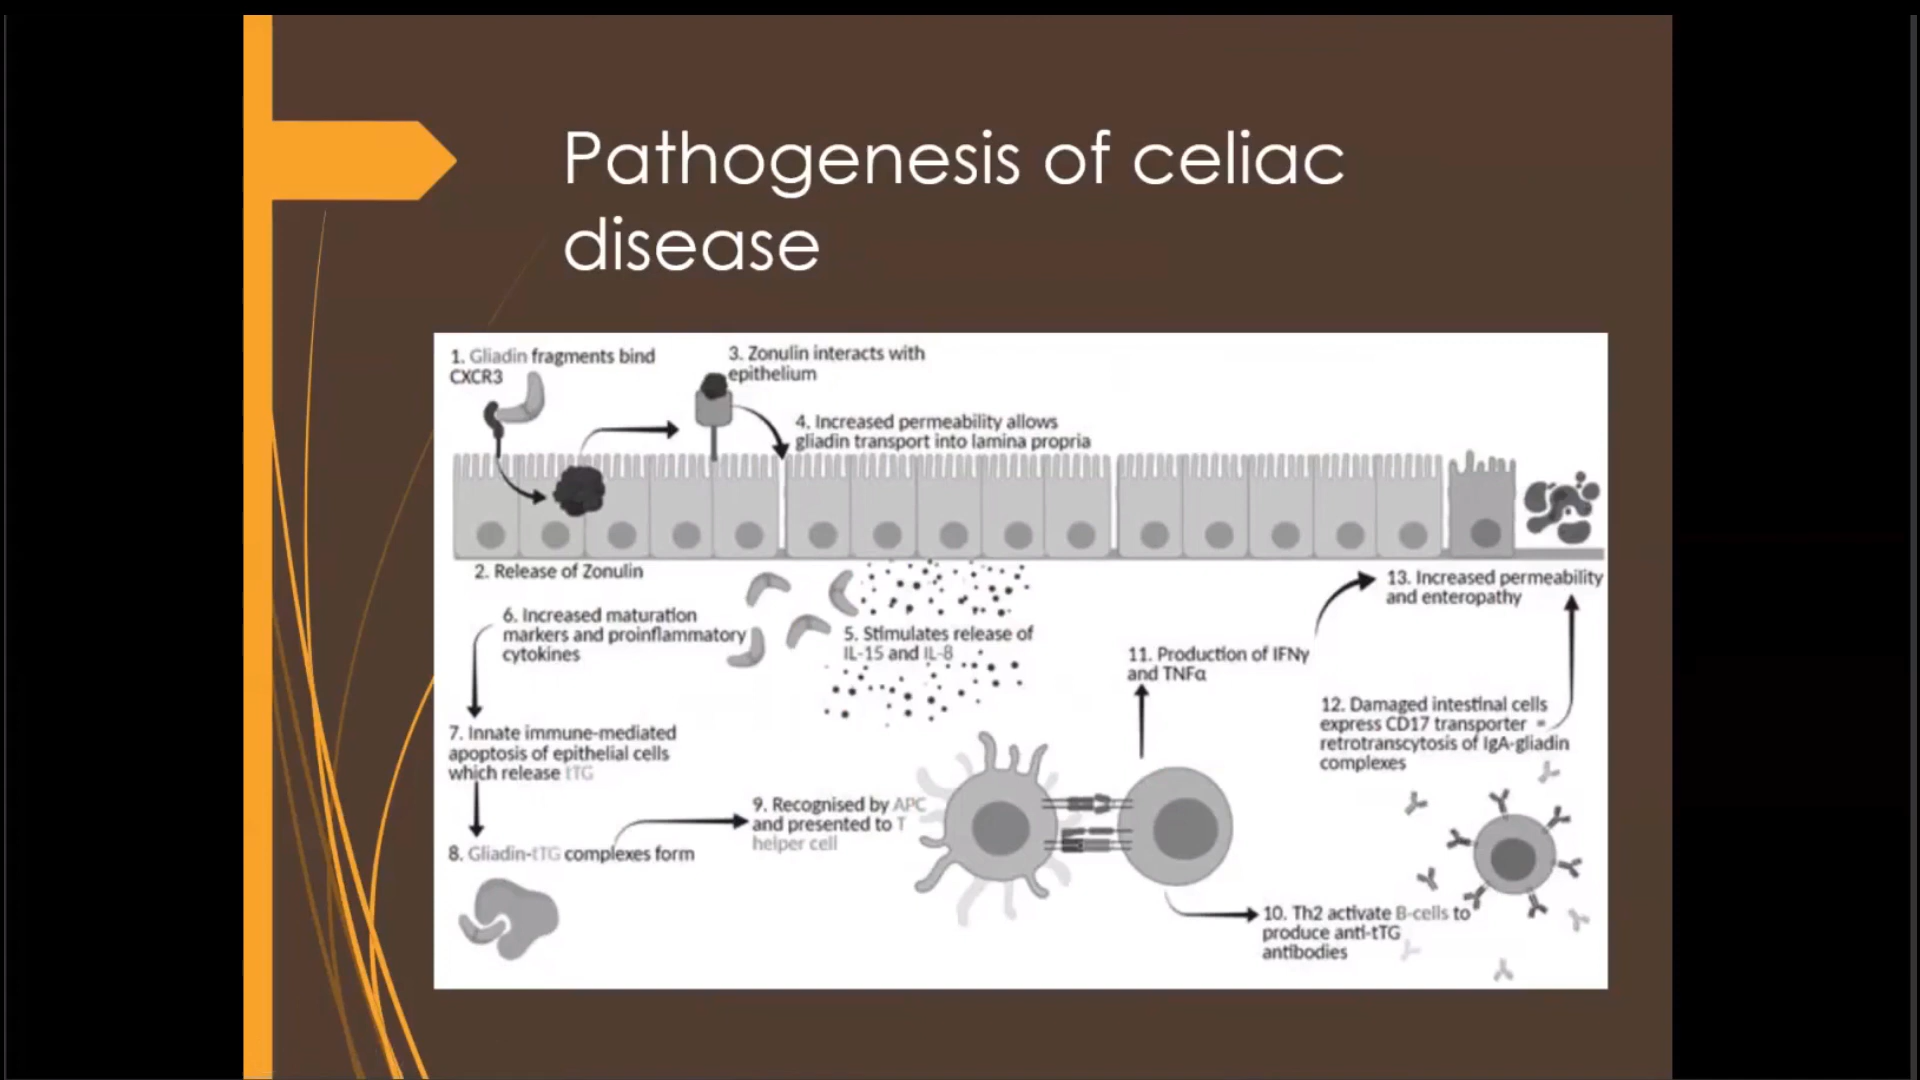 Pathogenesis of celiac
disease
1. Gliadin fragments bind
CXCR3
3. Zonulin interacts with
epithelium
4. Increased permeability allows
gliadin transport into lamina propria
2. Release of Zonulin
6. Increased maturation
markers and proinflammatory
cytokines
5. Stimulates release of
IL-15 and IL-8
7. Innate immune-mediated
apoptosis of epithelial cells
which release tTG
8. Gliadin-tTG complexes form
9. Recognised by APC
and presented to T
helper cell
11. Production of IFNγ
and TNFα
13. Increased permeability
and enteropathy
12. Damaged intestinal cells
express CD17 transporter -
retrotranscytosis of IgA-gliadin
complexes
10. Th2 activate B-cells to
produce anti-tTG
antibodies